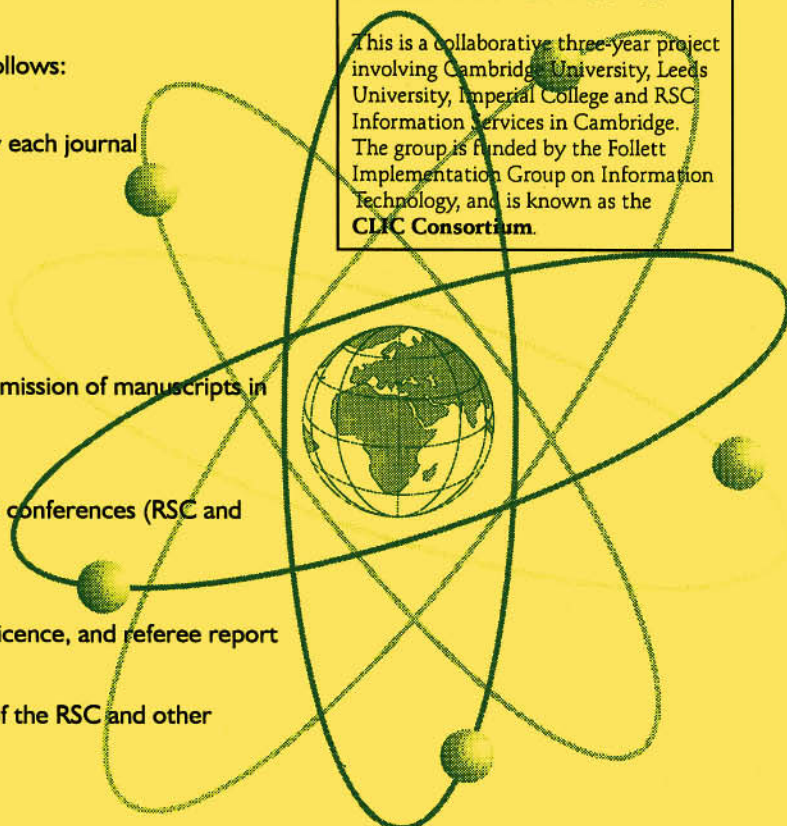 ollows:
each journal
mission of manuscripts in
conferences (RSC and
icence, and referee report
of the RSC and other
This is a collaborative three-year project
involving Cambridge University, Leeds
University, Imperial College and RSC
Information Services in Cambridge.
The group is funded by the Follett
Implementation Group on Information
Technology, and is known as the
CLIC Consortium.